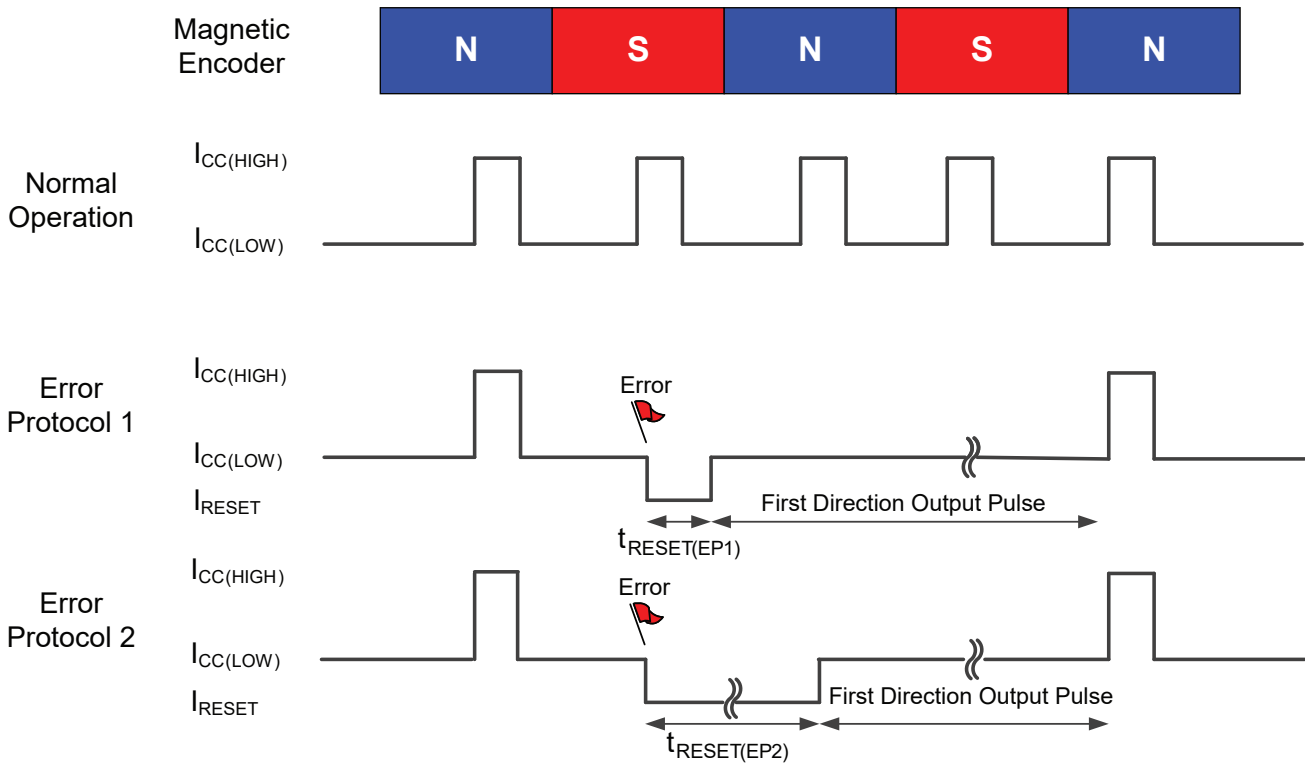 Magnetic
Encoder
N S N S N
Normal
Operation
ICC(HIGH)
ICC(LOW)
Error
Protocol 1
ICC(HIGH)
Error
ICC(LOW)
IRESET
First Direction Output Pulse
tRESET(EP1)
Error
Protocol 2
ICC(HIGH)
Error
ICC(LOW)
IRESET
First Direction Output Pulse
tRESET(EP2)